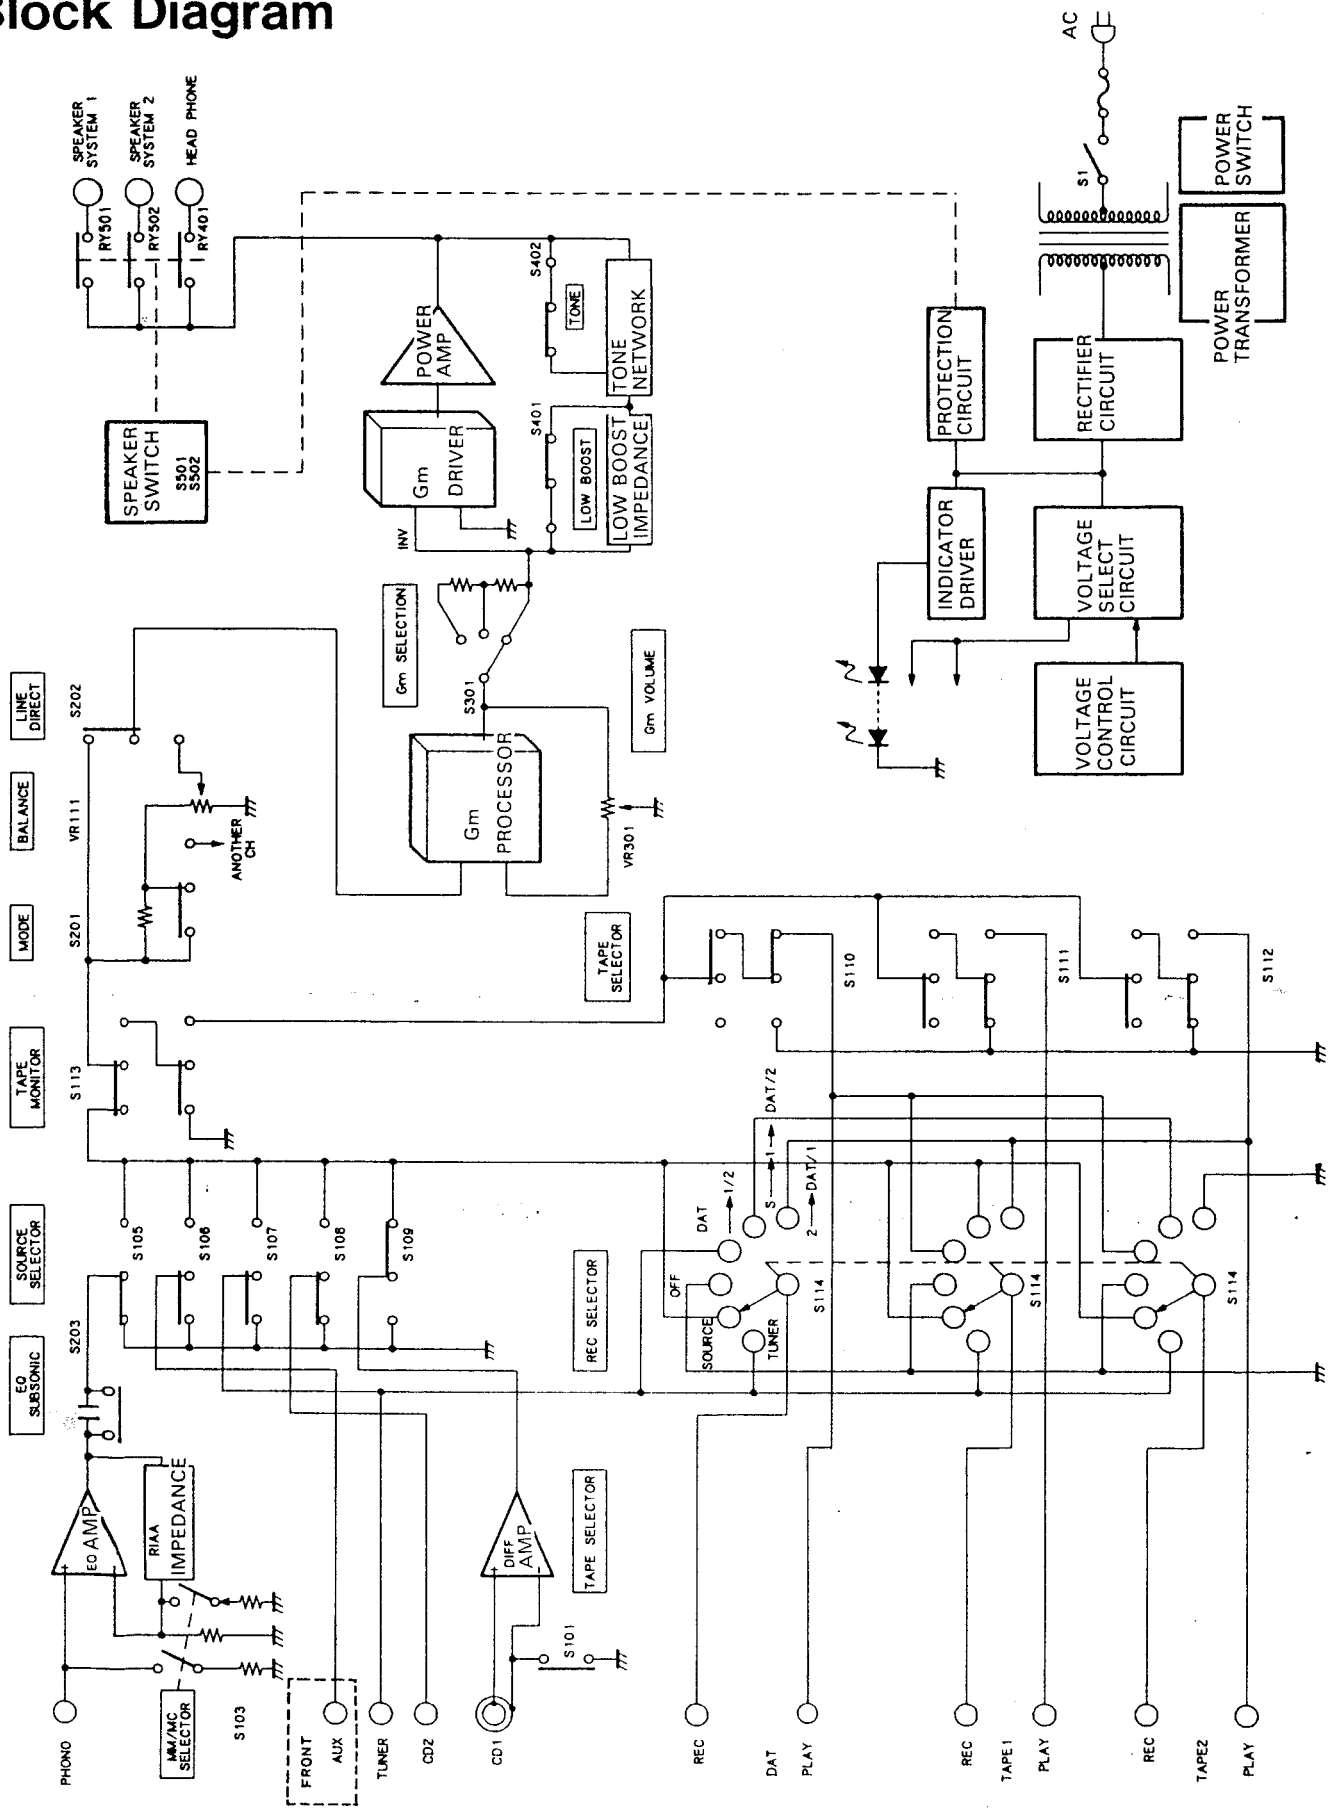 Block Diagram
SPEAKER
SYSTEM 1
SPEAKER
SYSTEM 2
HEAD PHONE
RY501
RY502
RY401
SPEAKER
SWITCH
S501
S502
POWER
AMP
Gm
DRIVER
INV
S402
TONE
TONE
NETWORK
S401
LOW BOOST
LOW BOOST
IMPEDANCE
AC
S1
POWER
SWITCH
POWER
TRANSFORMER
PROTECTION
CIRCUIT
RECTIFIER
CIRCUIT
INDICATOR
DRIVER
VOLTAGE
SELECT
CIRCUIT
VOLTAGE
CONTROL
CIRCUIT
LINE
DIRECT
S202
BALANCE
VR111
ANOTHER
CH
MODE
S201
Gm SELECTION
S301
Gm VOLUME
Gm
PROCESSOR
VR301
TAPE
SELECTOR
S110
S111
S112
TAPE
MONITOR
S113
SOURCE
SELECTOR
S105
S106
S107
S108
S109
EQ
SUBSONIC
S203
REC SELECTOR
SOURCE
OFF
DAT
1/2
S
1
DAT/2
2
DAT/1
TUNER
S114
S114
S114
EQ AMP
RIAA
IMPEDANCE
DIFF
AMP
TAPE SELECTOR
S101
PHONO
MM/MC
SELECTOR
S103
FRONT
AUX
TUNER
CD2
CD1
REC
DAT
PLAY
REC
TAPE1
PLAY
REC
TAPE2
PLAY